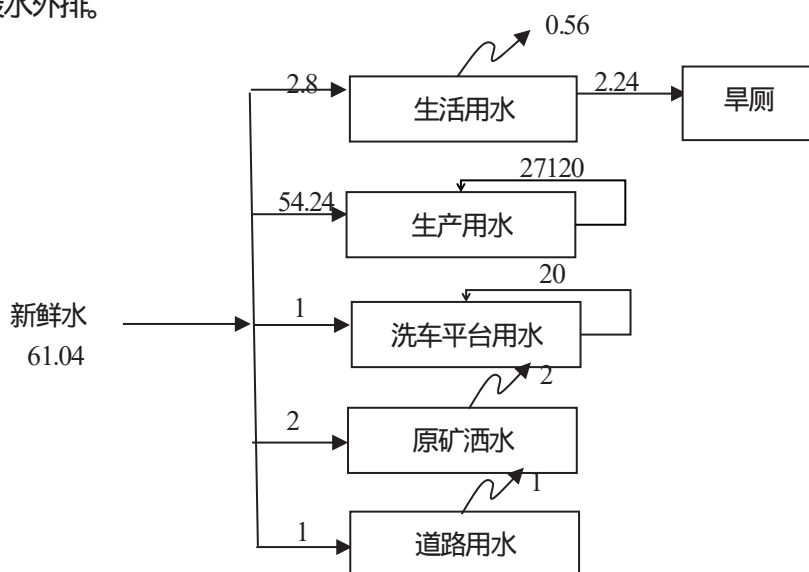 水外排。
0.56
2.8
生活用水
2.24
旱厕
27120
54.24
生产用水
20
新鲜水
61.04
1
洗车平台用水
2
2
原矿洒水
1
1
道路用水